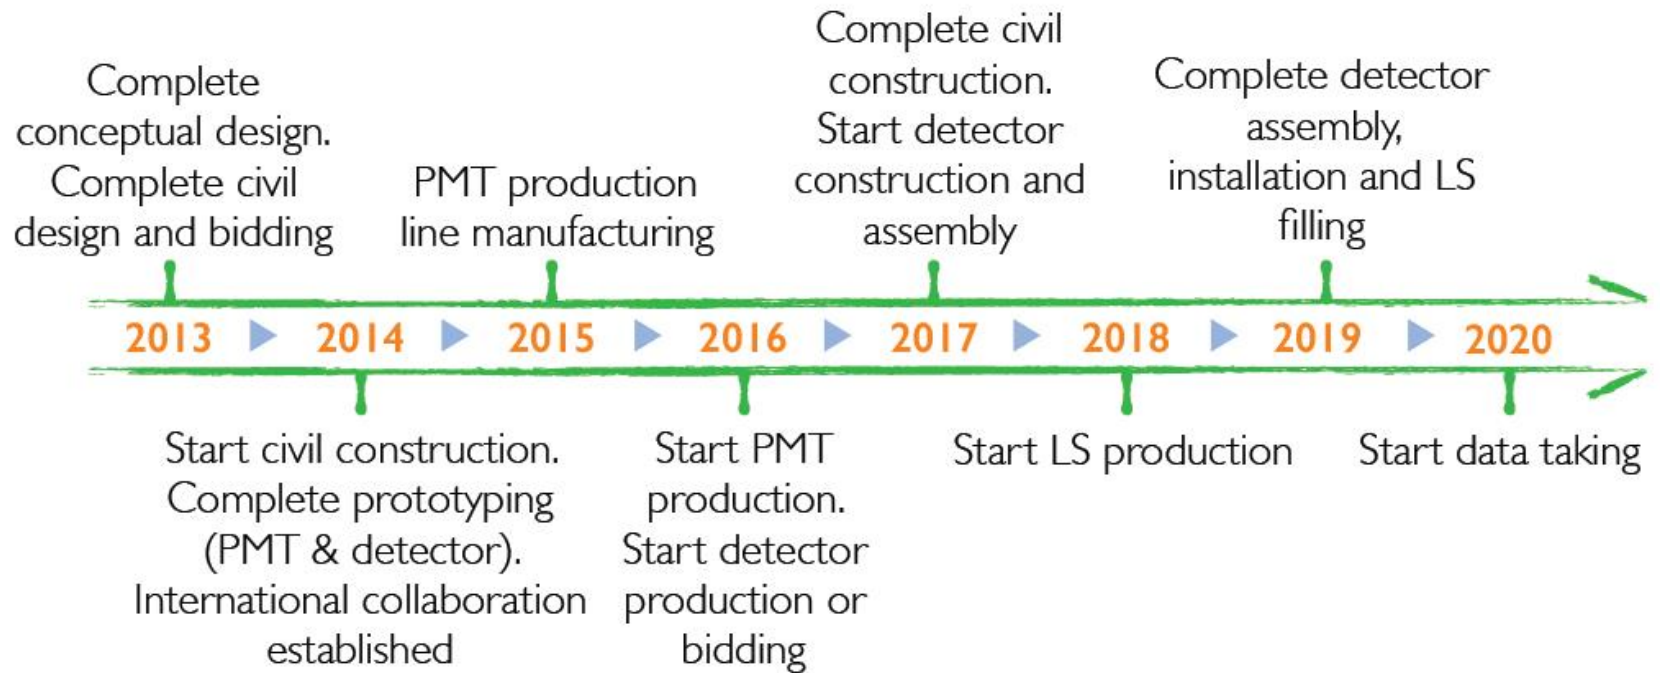 Complete
conceptual design.
Complete civil
design and bidding
PMT production
line manufacturing
Complete civil
construction.
Start detector
construction and
assembly
Complete detector
assembly,
installation and LS
filling
2013 2014 2015 2016 2017 2018 2019 2020
Start civil construction.
Complete prototyping
(PMT & detector).
International collaboration
established
Start PMT
production.
Start detector
production or
bidding
Start LS production
Start data taking